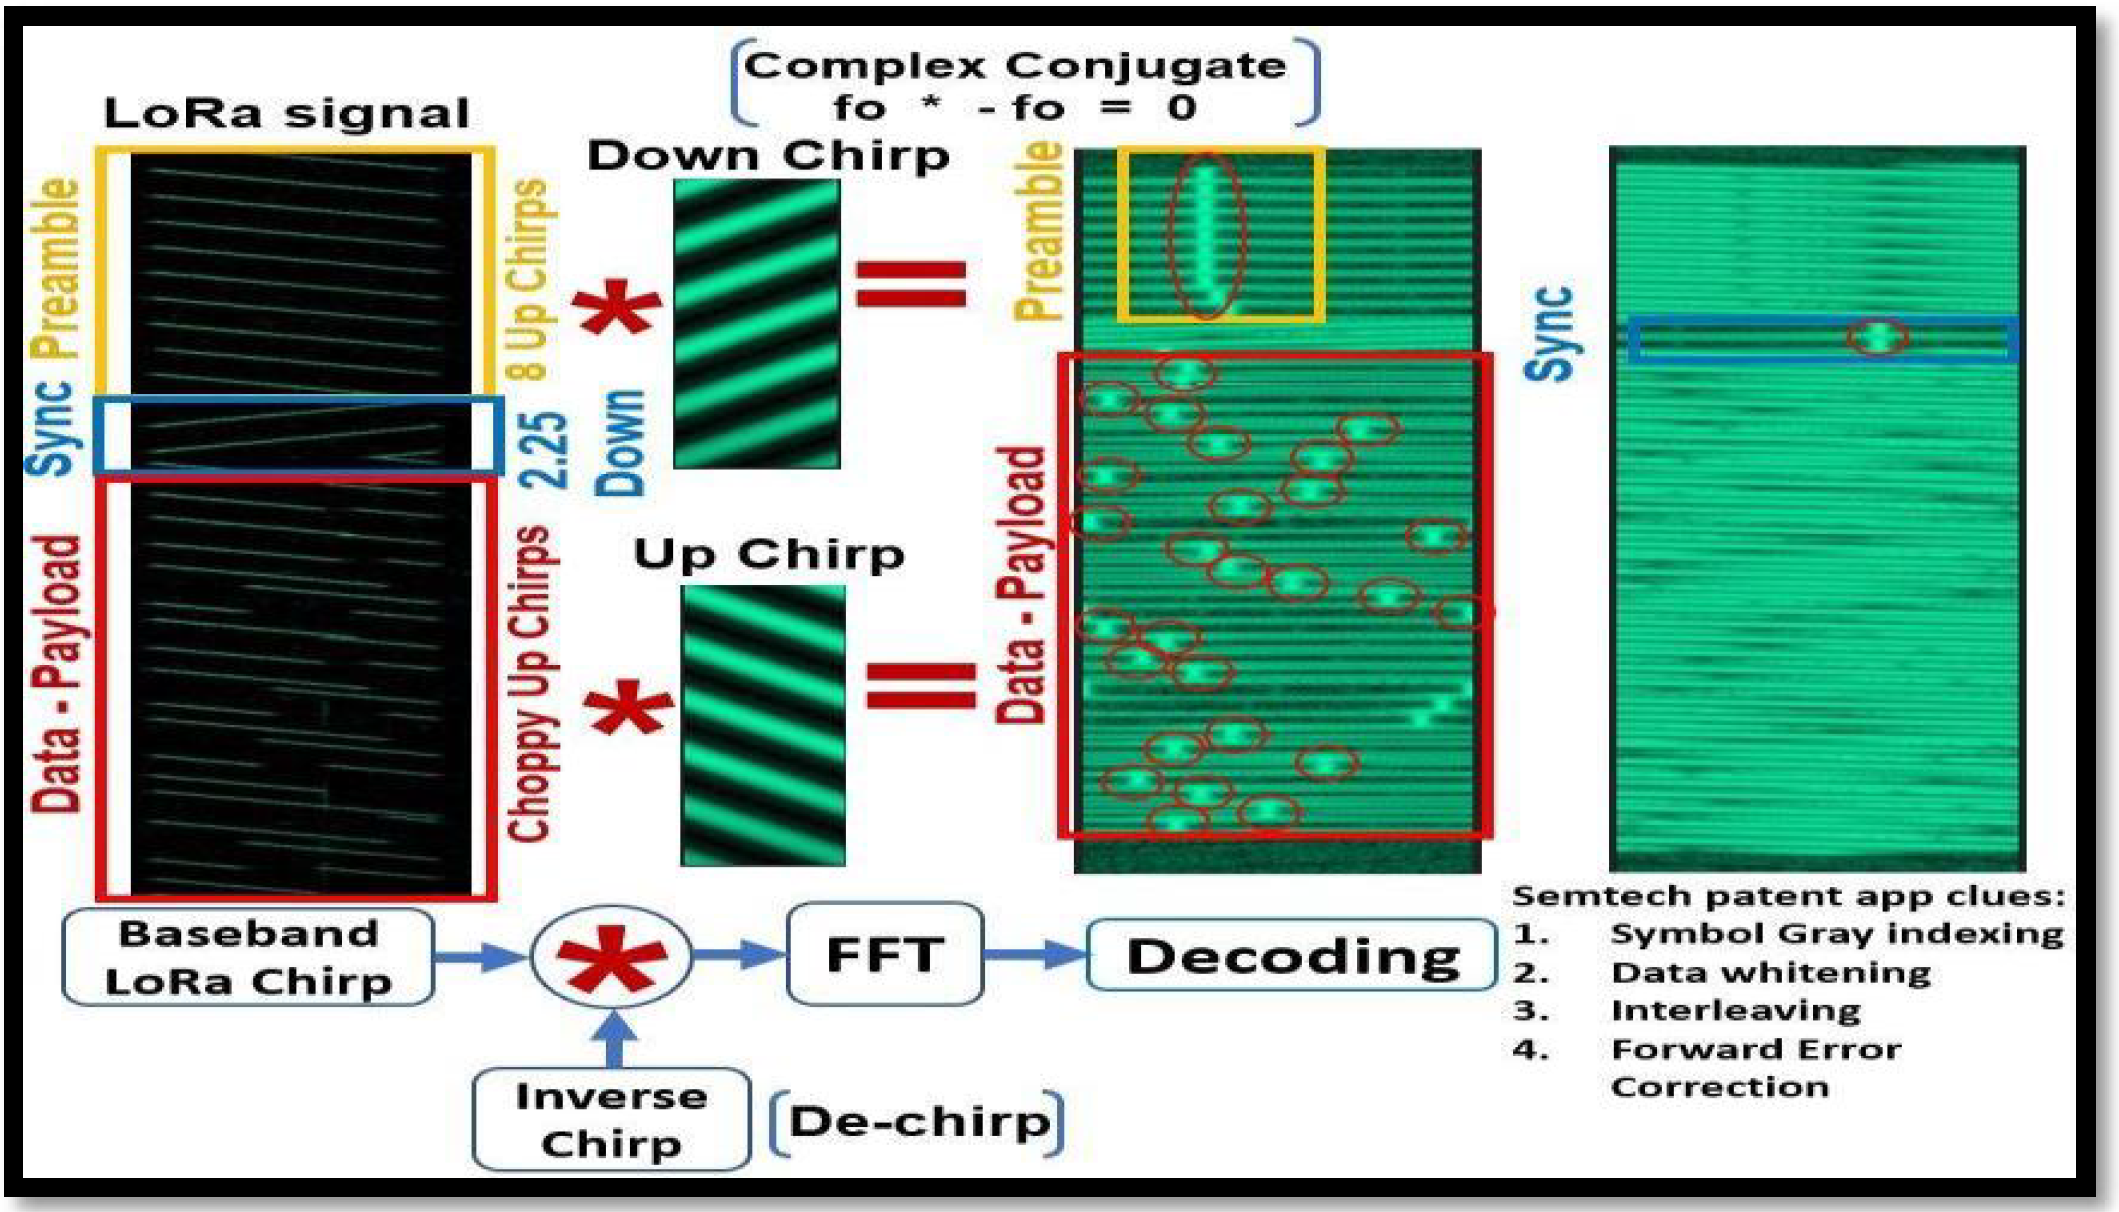 Complex Conjugate
fo * - fo = 0
LoRa signal
Down Chirp
Preamble
8 Up Chirps
Sync
2.25
Down
Data - Payload
Choppy Up Chirps
*
=
Up Chirp
*
=
Preamble
Data - Payload
Sync
Baseband
LoRa Chirp
*
FFT
Decoding
Inverse
Chirp
De-chirp
Semtech patent app clues:
1. Symbol Gray indexing
2. Data whitening
3. Interleaving
4. Forward Error
Correction